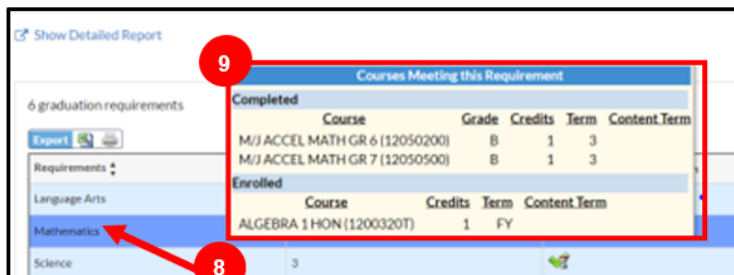 Show Detailed Report
9
Courses Meeting this Requirement
6 graduation requirements
Completed
Course Grade Credits Term Content Term
Export
M/J ACCEL MATH GR 6 (12050200) B 1 3
M/J ACCEL MATH GR 7 (12050500) B 1 3
Requirements
Enrolled
Course Credits Term Content Term
Language Arts
ALGEBRA 1 HON (1200320T) 1 FY
Mathematics
Science 8 3